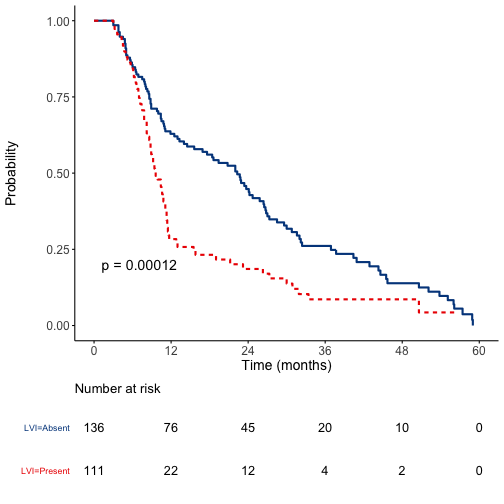 1.00
0.75
0.50
0.25
0.00
Probability
p = 0.00012
0 12 24 36 48 60
Time (months)
Number at risk
LVI=Absent 136 76 45 20 10 0
LVI=Present 111 22 12 4 2 0